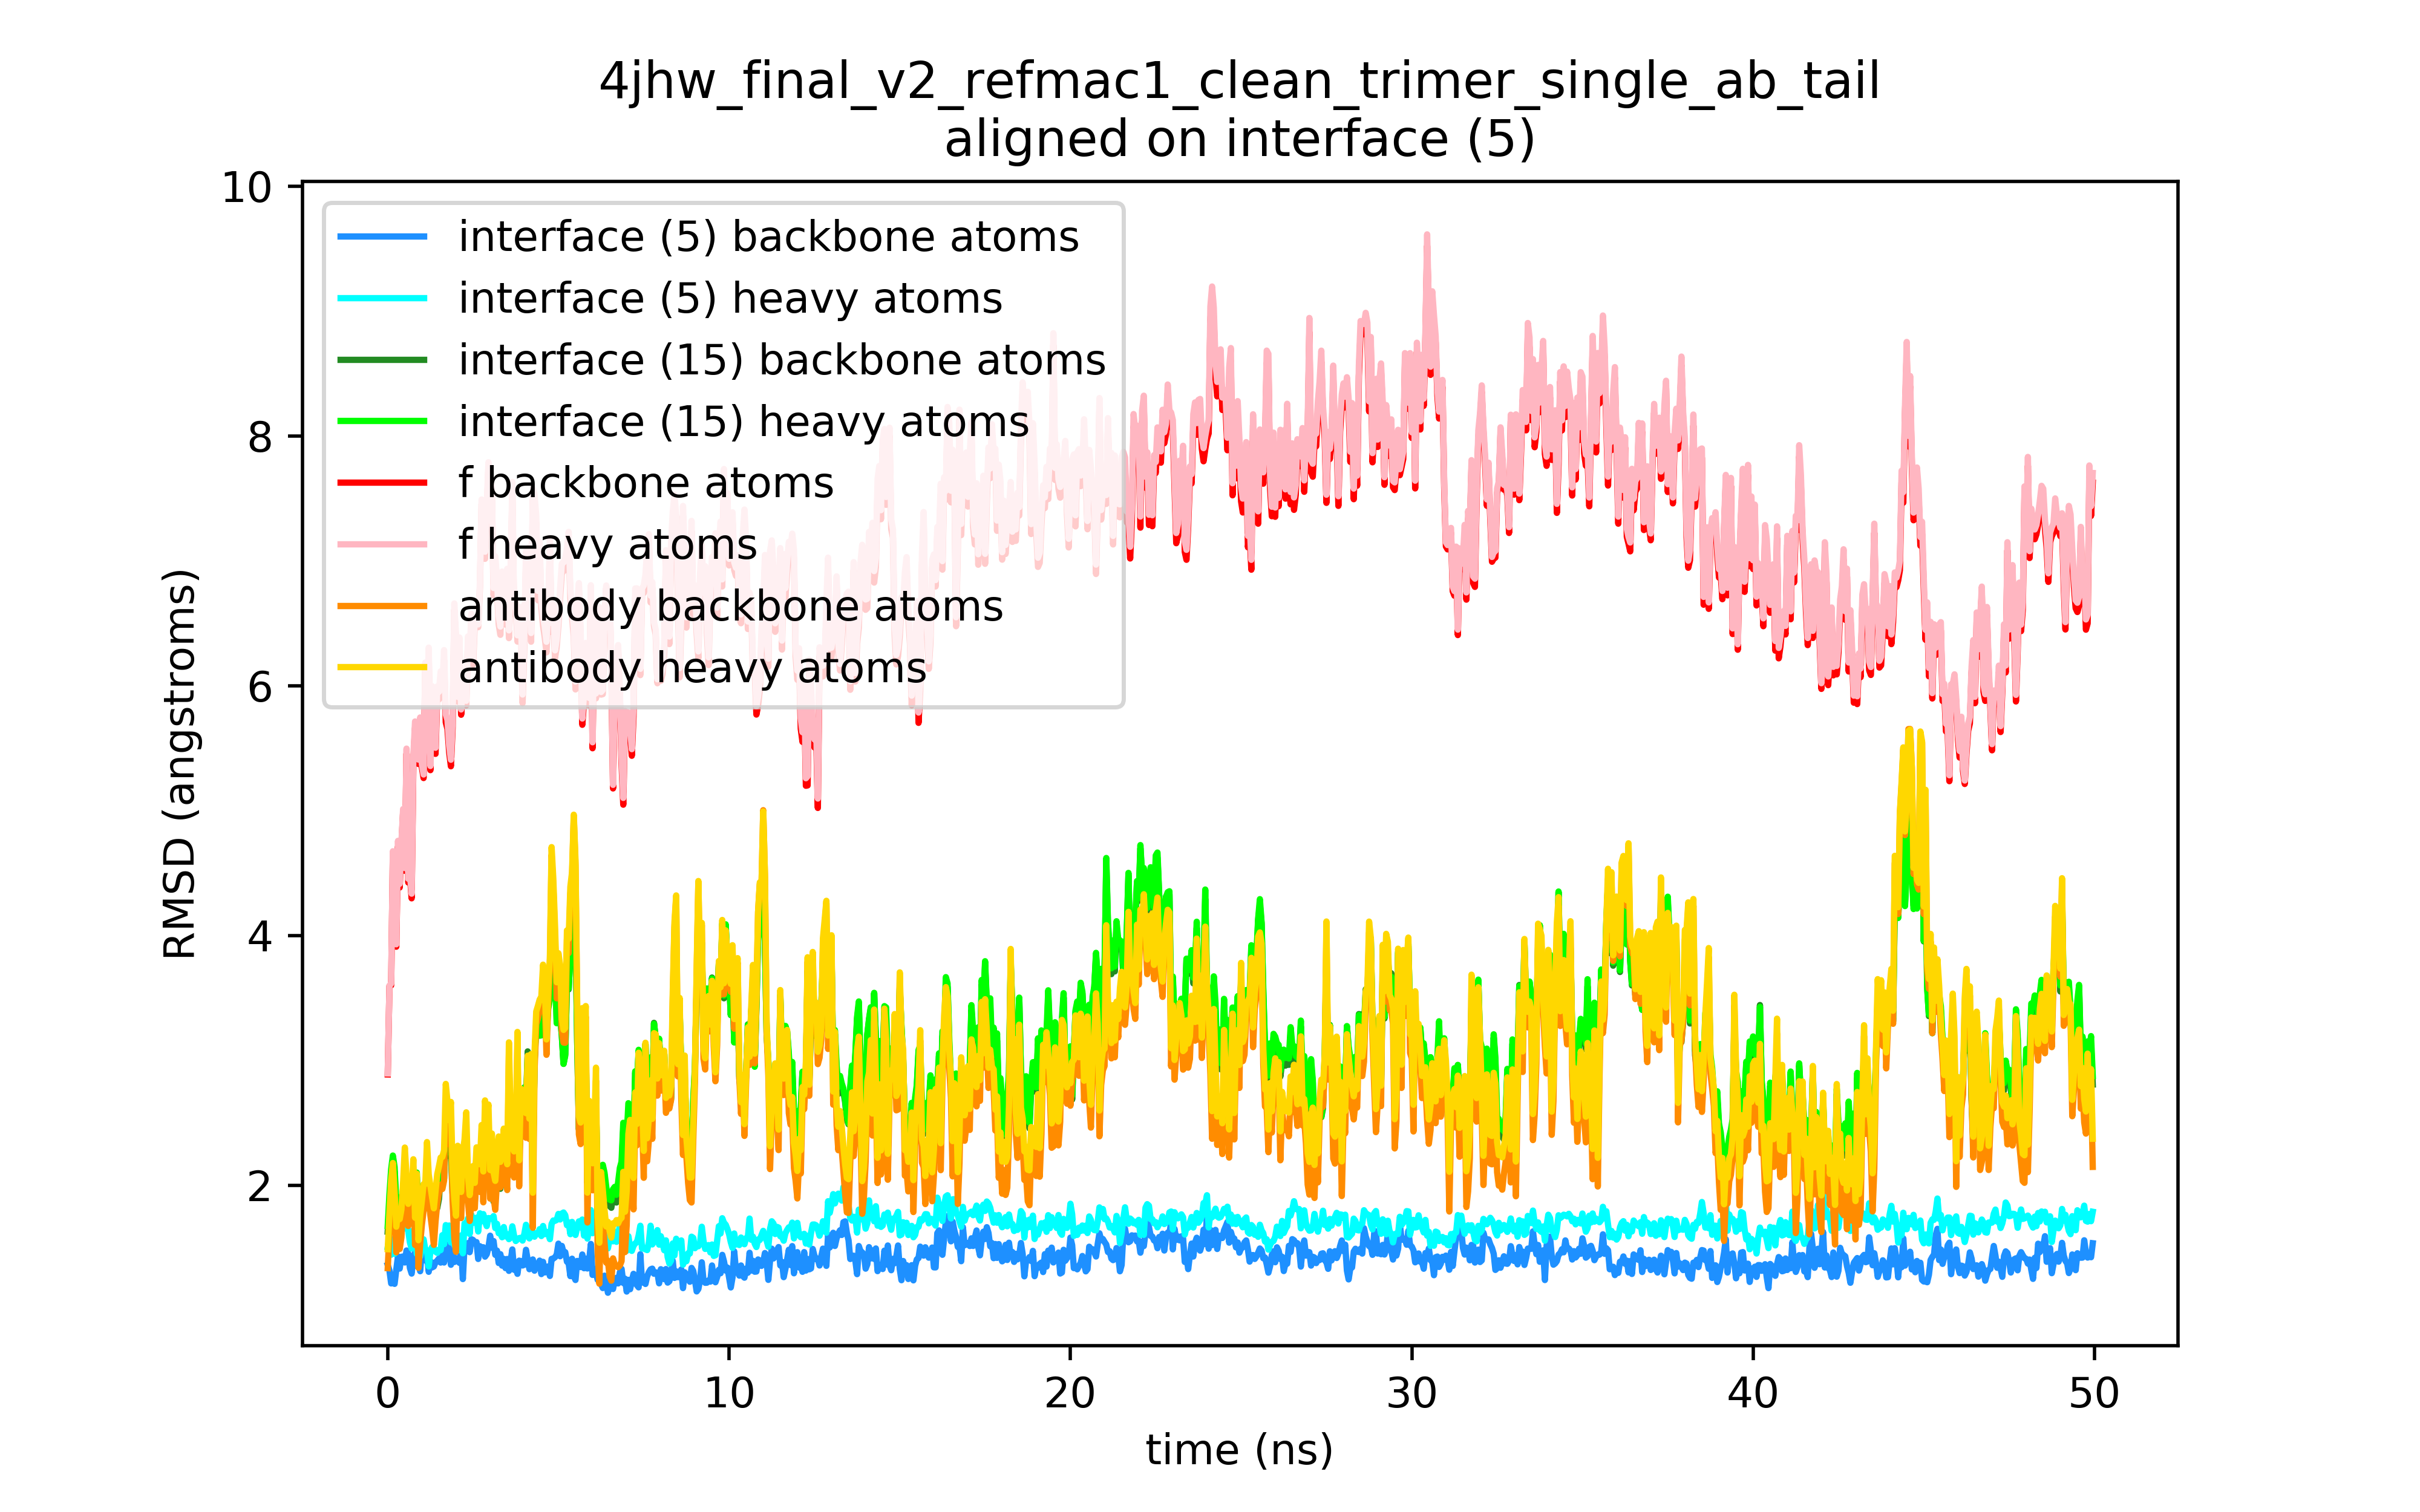 4jhw_final_v2_refmac1_clean_trimer_single_ab_tail
aligned on interface (5)
10
8
6
4
2
RMSD (angstroms)
interface (5) backbone atoms
interface (5) heavy atoms
interface (15) backbone atoms
interface (15) heavy atoms
f backbone atoms
f heavy atoms
antibody backbone atoms
antibody heavy atoms
0 10 20 30 40 50
time (ns)